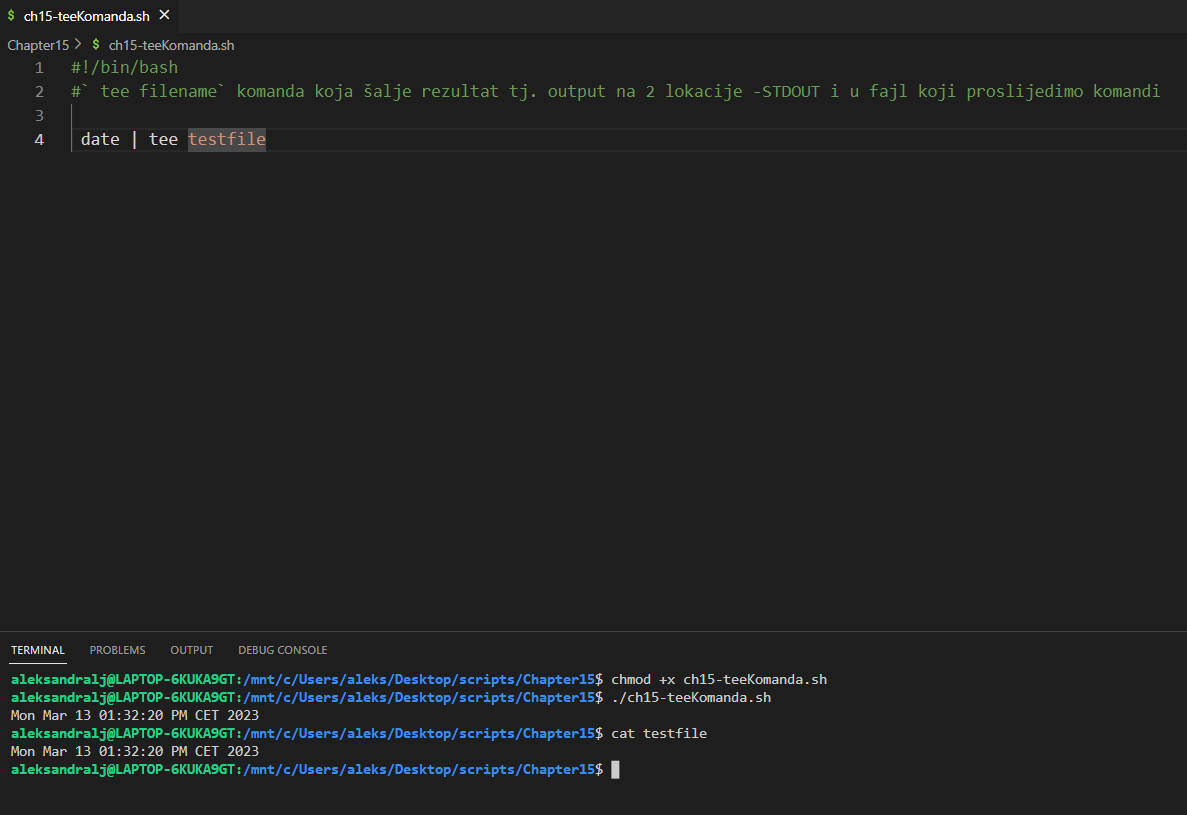 $ ch15-teeKomanda.sh ×
Chapter15 > $ ch15-teeKomanda.sh
1 #!/bin/bash
2 #` tee filename` komanda koja šalje rezultat tj. output na 2 lokacije -STDOUT i u fajl koji proslijedimo komandi
3
4 date | tee testfile
TERMINAL PROBLEMS OUTPUT DEBUG CONSOLE
aleksandralj@LAPTOP-6KUKA9GT:/mnt/c/Users/aleks/Desktop/scripts/Chapter15$ chmod +x ch15-teeKomanda.sh
aleksandralj@LAPTOP-6KUKA9GT:/mnt/c/Users/aleks/Desktop/scripts/Chapter15$ ./ch15-teeKomanda.sh
Mon Mar 13 01:32:20 PM CET 2023
aleksandralj@LAPTOP-6KUKA9GT:/mnt/c/Users/aleks/Desktop/scripts/Chapter15$ cat testfile
Mon Mar 13 01:32:20 PM CET 2023
aleksandralj@LAPTOP-6KUKA9GT:/mnt/c/Users/aleks/Desktop/scripts/Chapter15$